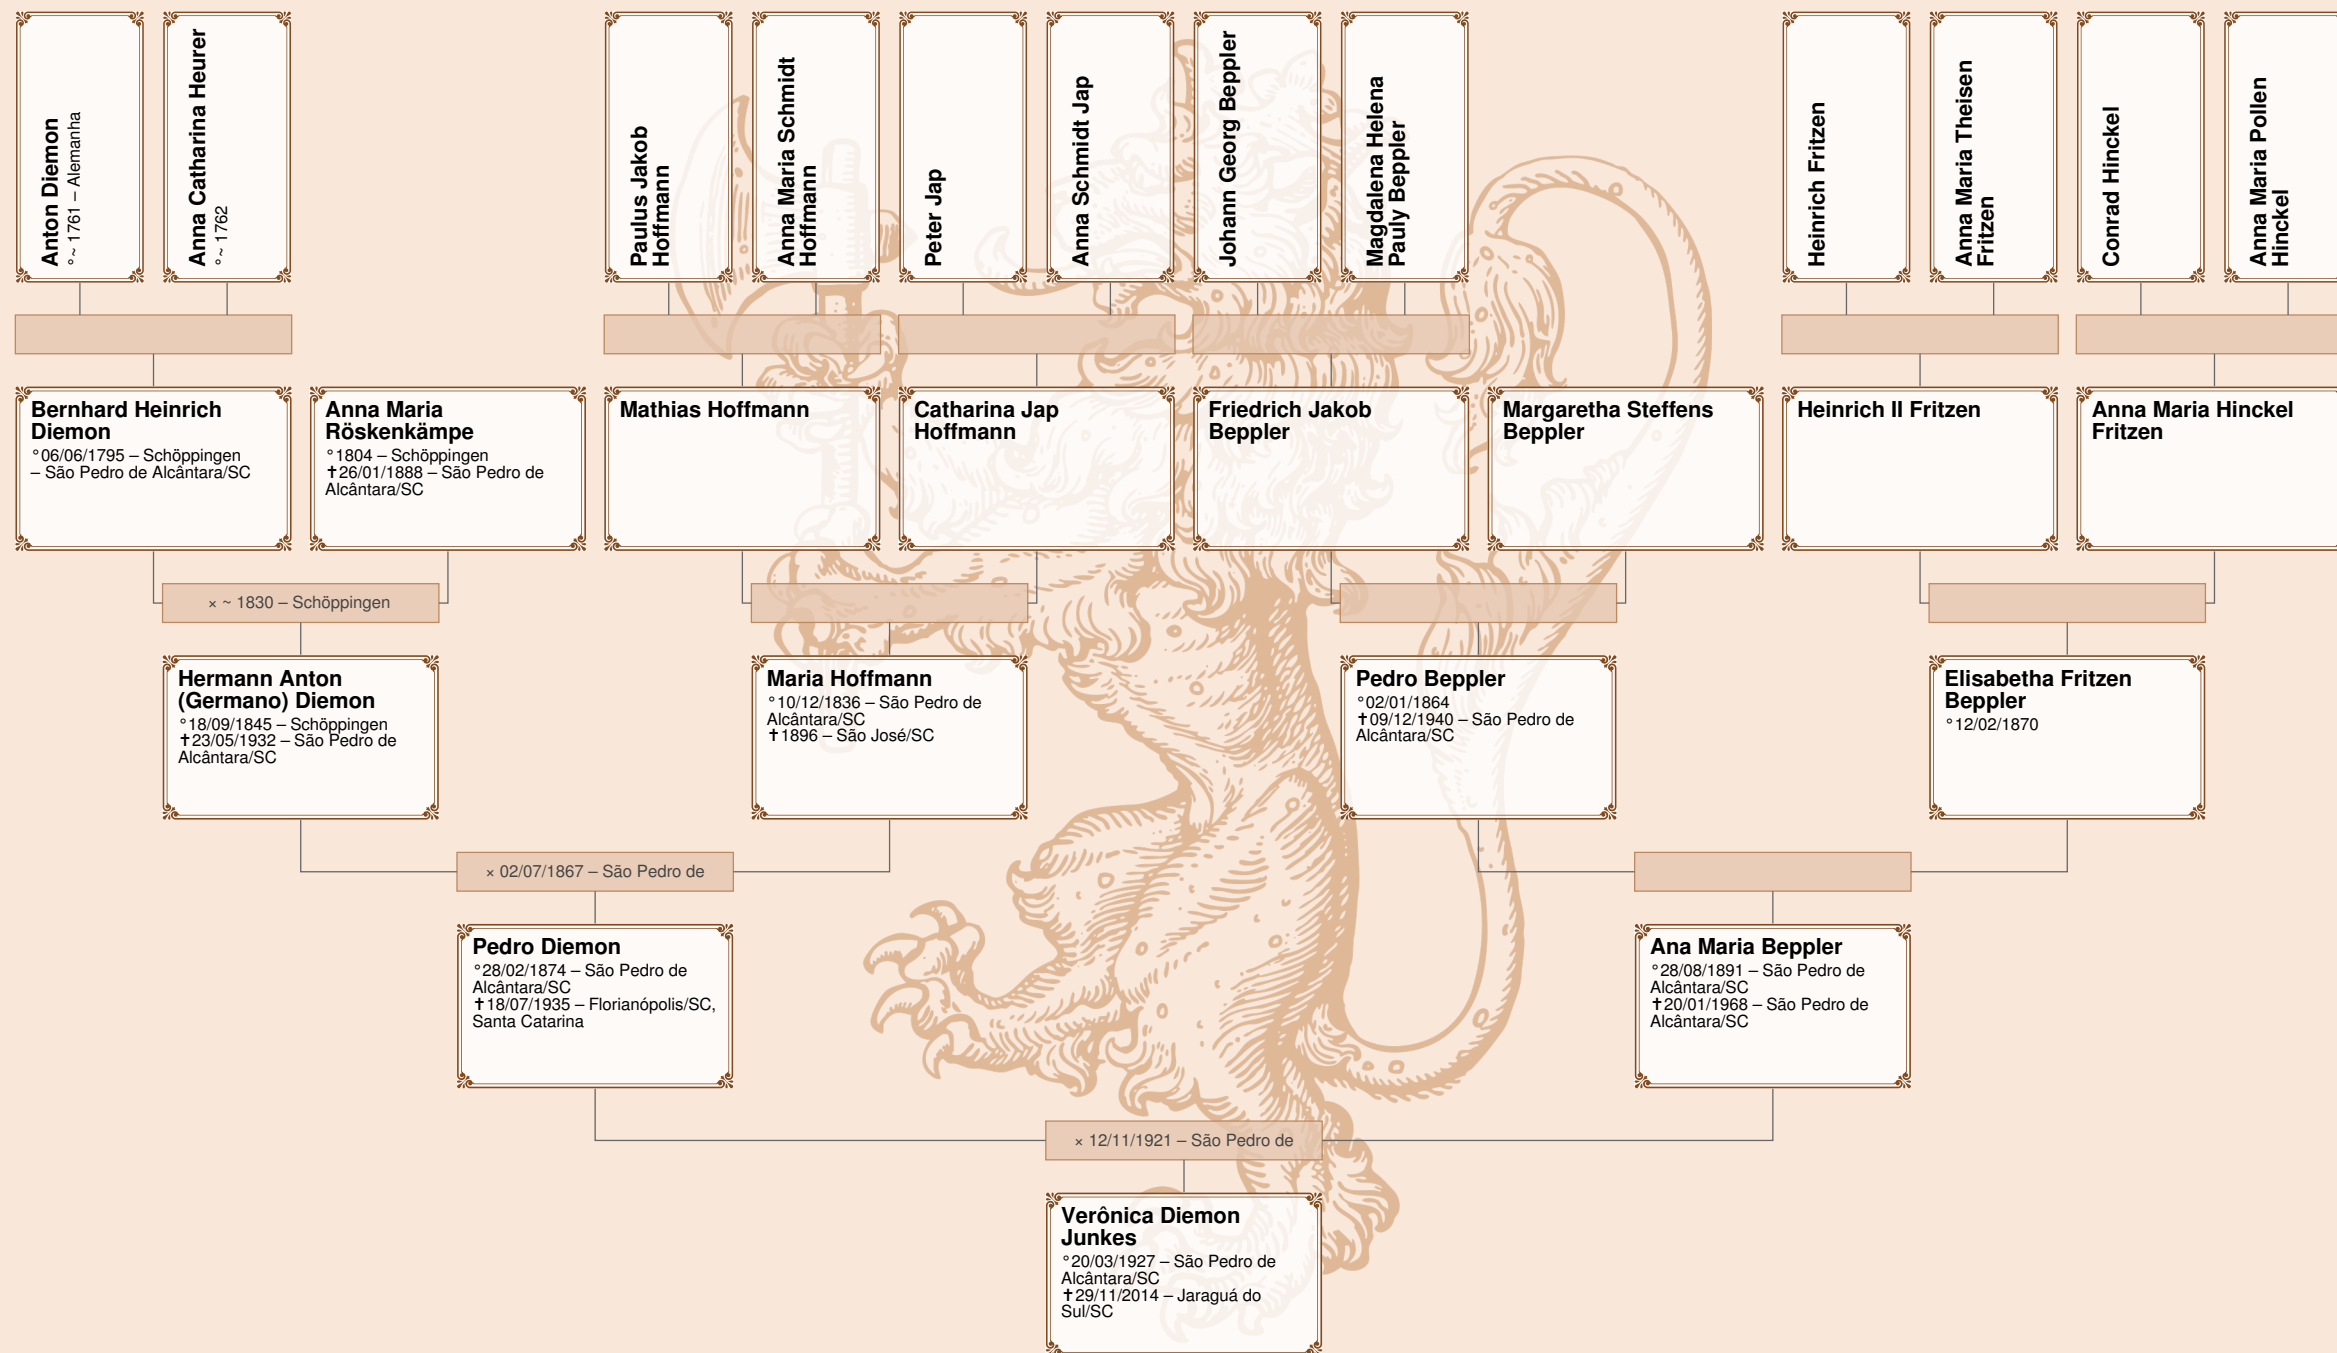 Anton Diemon
°~ 1761 – Alemanha
Anna Catharina Heurer
°~ 1762
Paulus Jakob
Hoffmann
Anna Maria Schmidt
Hoffmann
Peter Jap
Anna Schmidt Jap
Johann Georg Beppler
Magdalena Helena
Pauly Beppler
Heinrich Fritzen
Anna Maria Theisen
Fritzen
Conrad Hinckel
Anna Maria Pollen
Hinckel
Bernhard Heinrich
Diemon
°06/06/1795 – Schöppingen
– São Pedro de Alcântara/SC
Anna Maria
Röskenkämpe
°1804 – Schöppingen
✝26/01/1888 – São Pedro de
Alcântara/SC
Mathias Hoffmann
Catharina Jap
Hoffmann
Friedrich Jakob
Beppler
Margaretha Steffens
Beppler
Heinrich II Fritzen
Anna Maria Hinckel
Fritzen
× ~ 1830 – Schöppingen
Hermann Anton
(Germano) Diemon
°18/09/1845 – Schöppingen
✝23/05/1932 – São Pedro de
Alcântara/SC
Maria Hoffmann
°10/12/1836 – São Pedro de
Alcântara/SC
✝1896 – São José/SC
Pedro Beppler
°02/01/1864
✝09/12/1940 – São Pedro de
Alcântara/SC
Elisabetha Fritzen
Beppler
°12/02/1870
× 02/07/1867 – São Pedro de
Pedro Diemon
°28/02/1874 – São Pedro de
Alcântara/SC
✝18/07/1935 – Florianópolis/SC,
Santa Catarina
Ana Maria Beppler
°28/08/1891 – São Pedro de
Alcântara/SC
✝20/01/1968 – São Pedro de
Alcântara/SC
× 12/11/1921 – São Pedro de
Verônica Diemon
Junkes
°20/03/1927 – São Pedro de
Alcântara/SC
✝29/11/2014 – Jaraguá do
Sul/SC